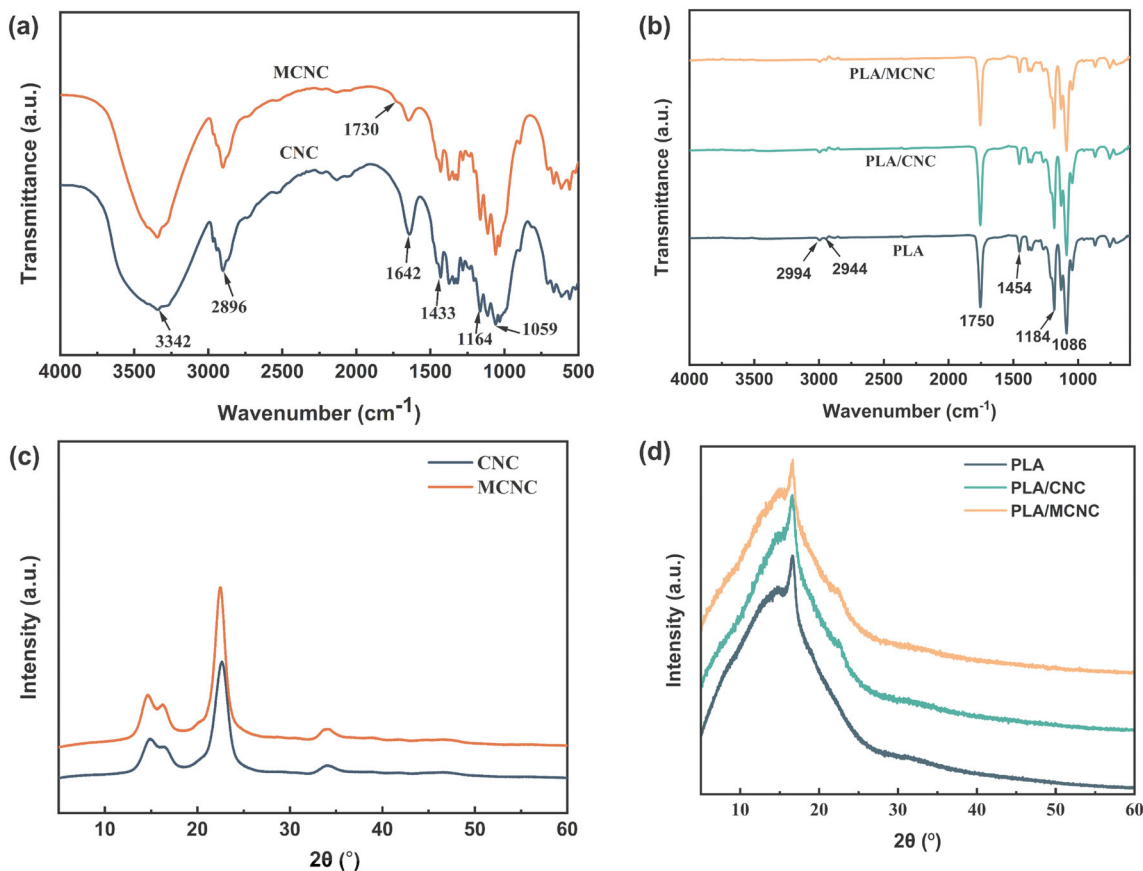 (a)
MCNC
1730
CNC
1642
2896
1433
1164
1059
3342
Transmittance (a.u.)
4000 3500 3000 2500 2000 1500 1000 500
Wavenumber (cm-1)
(b)
PLA/MCNC
PLA/CNC
PLA
2994
2944
1454
1750
1184
1086
Transmittance (a.u.)
4000 3000 2000 1000
Wavenumber (cm-1)
(c)
CNC
MCNC
Intensity (a.u.)
10 20 30 40 50 60
2θ (°)
(d)
PLA
PLA/CNC
PLA/MCNC
Intensity (a.u.)
10 20 30 40 50 60
2θ (°)